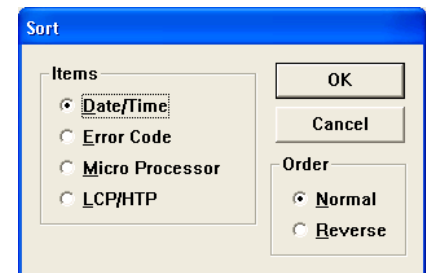 Sort
Items
Date/Time
Error Code
Micro Processor
LCP/HTP
OK
Cancel
Order
Normal
Reverse